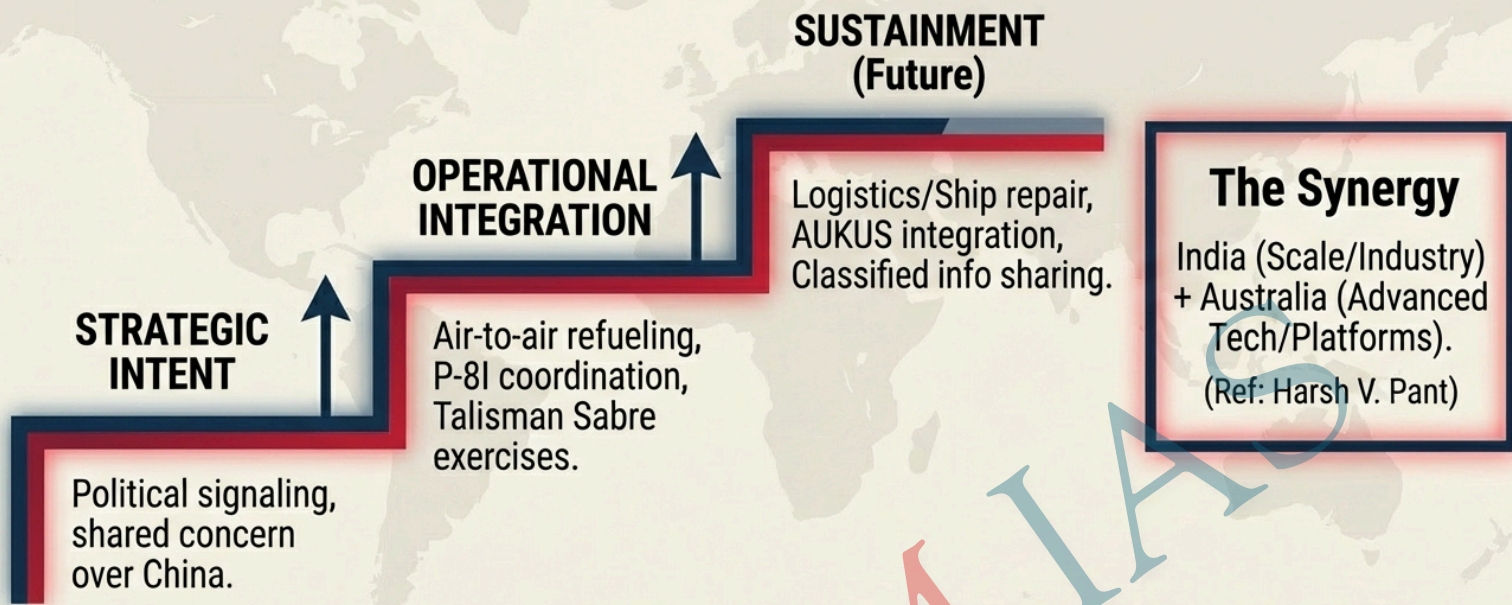 STRATEGIC
INTENT
Political signaling,
shared concern
over China.
OPERATIONAL
INTEGRATION
Air-to-air refueling,
P-8I coordination,
Talisman Sabre
exercises.
SUSTAINMENT
(Future)
Logistics/Ship repair,
AUKUS integration,
Classified info sharing.
The Synergy
India (Scale/Industry)
+ Australia (Advanced
Tech/Platforms).
(Ref: Harsh V. Pant)
IAS